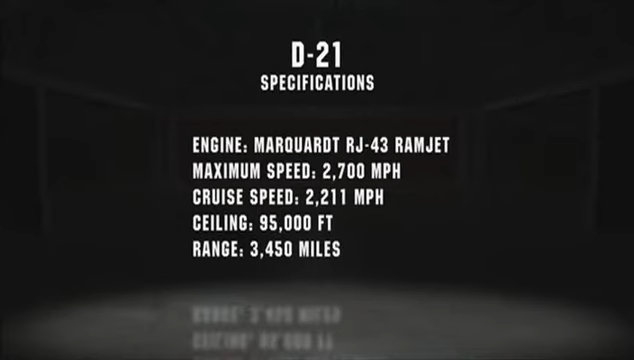 D-21
SPECIFICATIONS
ENGINE: MARQUARDT RJ-43 RAMJET
MAXIMUM SPEED: 2,700 MPH
CRUISE SPEED: 2,211 MPH
CEILING: 95,000 FT
RANGE: 3,450 MILES